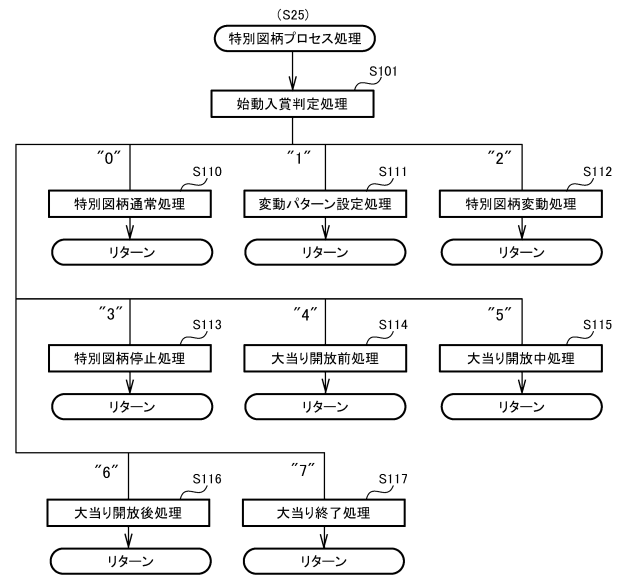 (S25)
特別図柄プロセス処理
S101
始動入賞判定処理
"0" "1" "2"
S110 S111 S112
特別図柄通常処理 変動パターン設定処理 特別図柄変動処理
リターン リターン リターン
"3" "4" "5"
S113 S114 S115
特別図柄停止処理 大当り開放前処理 大当り開放中処理
リターン リターン リターン
"6" "7"
S116 S117
大当り開放後処理 大当り終了処理
リターン リターン